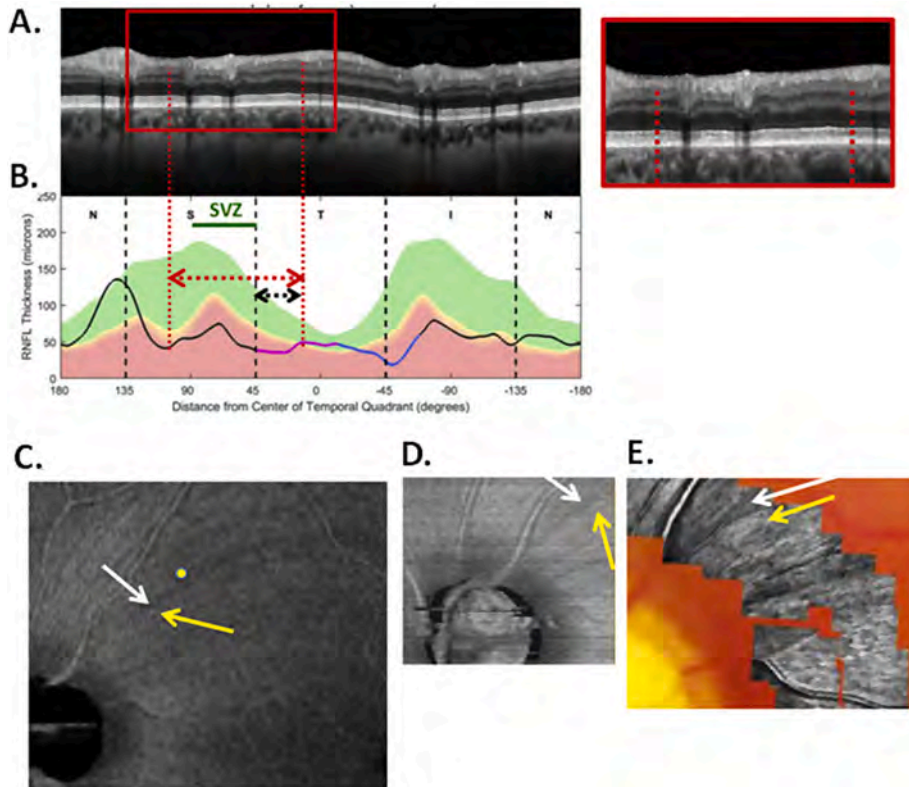 A.
B.
250
200
150
100
50
0
RNFL Thickness (microns)
N
S
SVZ
T
I
N
180
135
90
45
0
-45
-90
-135
-180
Distance from Center of Temporal Quadrant (degrees)
C.
D.
E.